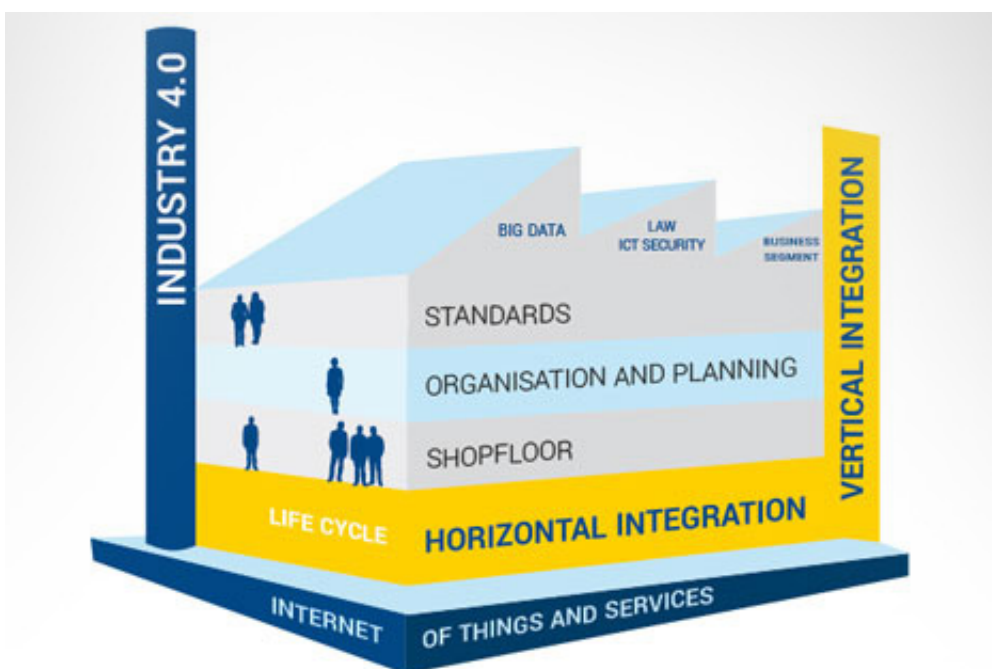 INDUSTRY 4.0
BIG DATA
LAW
ICT SECURITY
BUSINESS
SEGMENT
STANDARDS
ORGANISATION AND PLANNING
SHOPFLOOR
VERTICAL INTEGRATION
LIFE CYCLE
HORIZONTAL INTEGRATION
INTERNET OF THINGS AND SERVICES